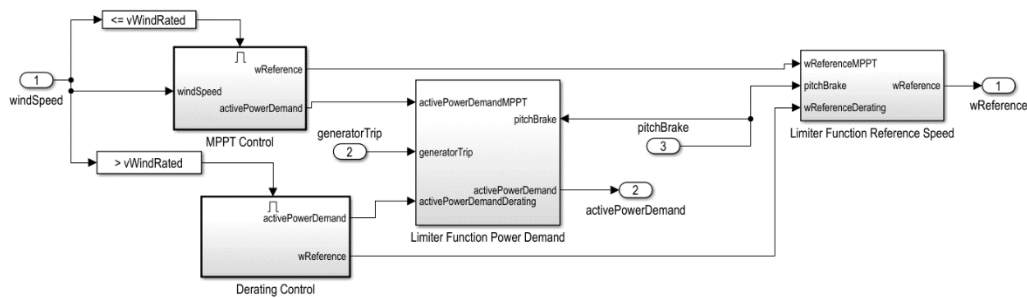 <= vWindRated
1
windSpeed
windSpeed
wReference
activePowerDemand
MPPT Control
> vWindRated
activePowerDemand
wReference
Derating Control
generatorTrip
2
activePowerDemandMPPT
pitchBrake
generatorTrip
activePowerDemand
activePowerDemandDerating
Limiter Function Power Demand
pitchBrake
3
2
activePowerDemand
wReferenceMPPT
pitchBrake
wReference
wReferenceDerating
Limiter Function Reference Speed
1
wReference